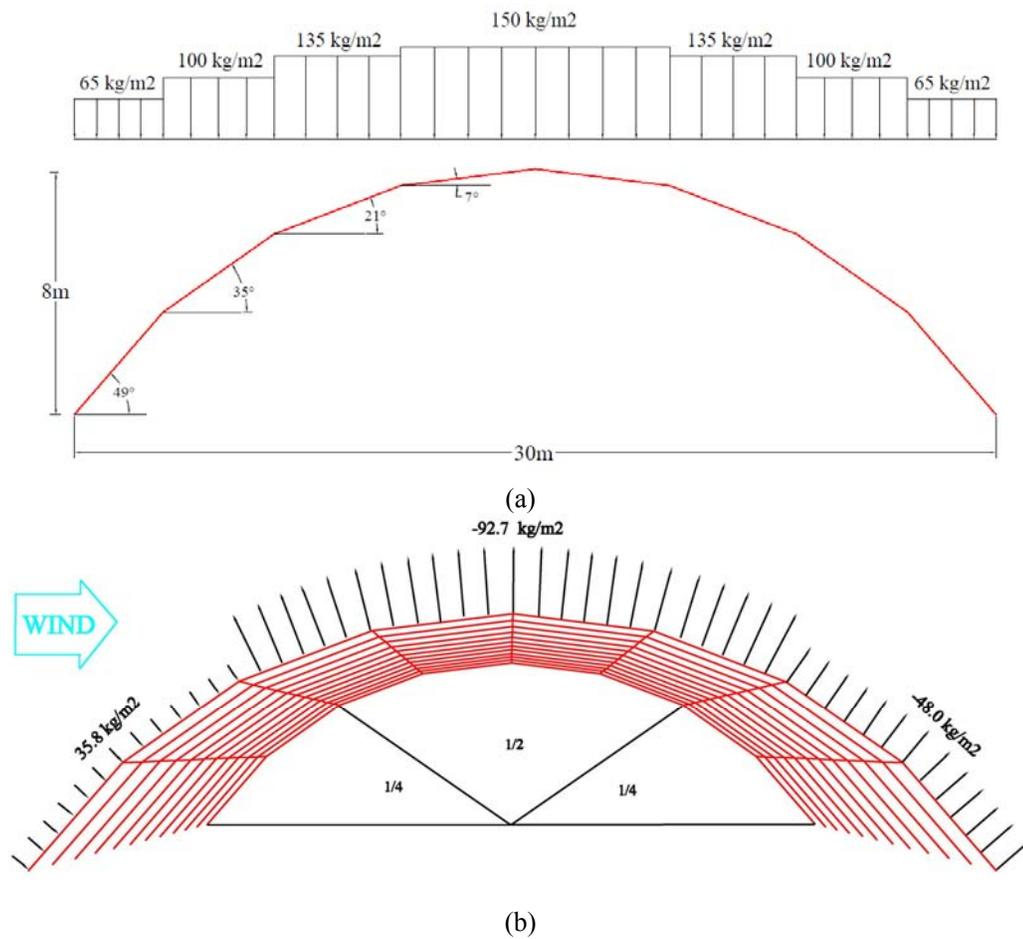 150 kg/m2
135 kg/m2
135 kg/m2
100 kg/m2
100 kg/m2
65 kg/m2
65 kg/m2
7°
21°
8m
35°
49°
30m
(a)
-92.7 kg/m2
WIND
35.8 kg/m2
-48.0 kg/m2
1/2
1/4
1/4
(b)